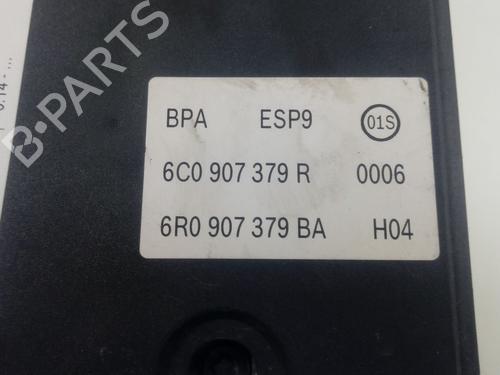 B-PARTS
BPA ESP9 01S
6C0 907 379 R 0006
6R0 907 379 BA H04